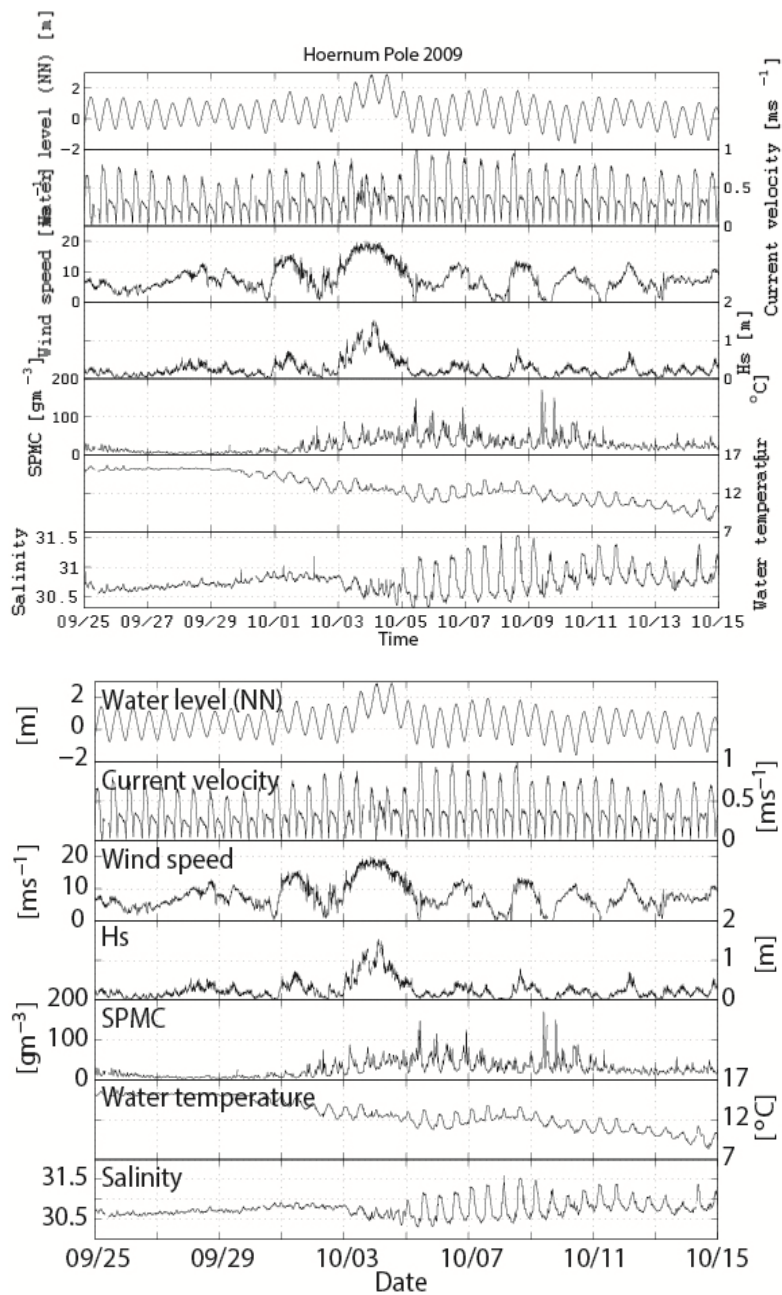 Hoernum Pole 2009
Water level (NN) [m]
2
0
−2
Current velocity [ms −1]
1
0.5
0
Wind speed [ms−1]
20
10
0
Hs [m]
2
1
0
SPMC [gm−3]
200
100
0
Water temperatur °C]
17
12
7
Salinity
31.5
31
30.5
09/25 09/27 09/29 10/01 10/03 10/05 10/07 10/09 10/11 10/13 10/15
Time
Water level (NN)
[m]
2
0
−2
Current velocity
[ms−1]
1
0.5
0
Wind speed
[ms−1]
20
10
0
Hs
[m]
2
1
0
SPMC
[gm−3]
200
100
0
Water temperature
[°C]
17
12
7
Salinity
31.5
30.5
09/25 09/29 10/03 10/07 10/11 10/15
Date